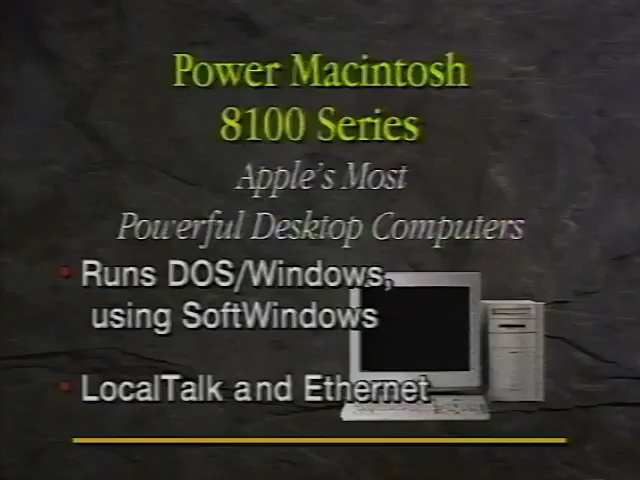 Power Macintosh
8100 Series
Apple's Most
Powerful Desktop Computers
• Runs DOS/Windows,
using SoftWindows
• LocalTalk and Ethernet